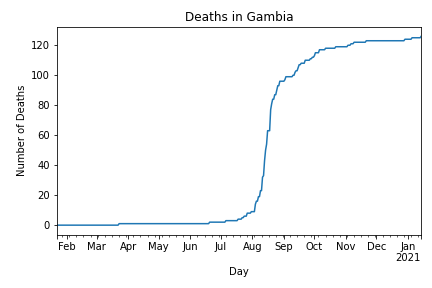 Deaths in Gambia
Number of Deaths
120
100
80
60
40
20
0
Feb Mar Apr May Jun Jul Aug Sep Oct Nov Dec Jan
2021
Day